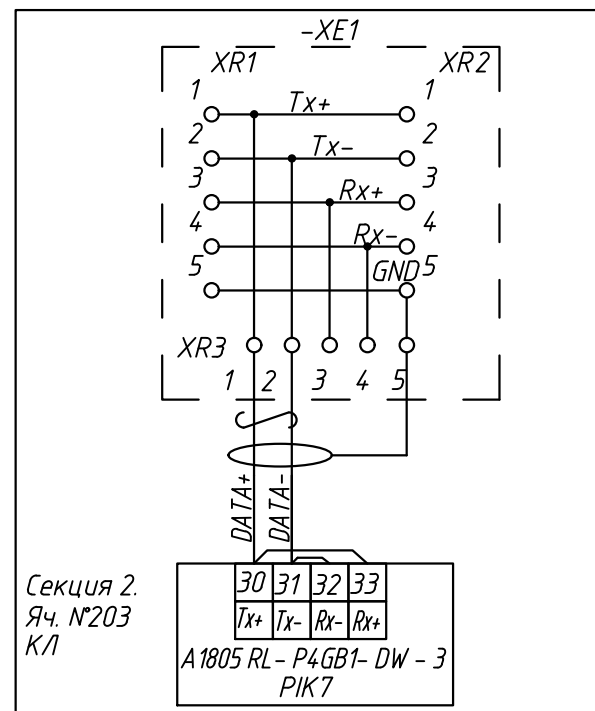 -XE1
XR1 XR2
1 Tx+ 1
2 Tx- 2
3 Rx+ 3
4 Rx- 4
5 GND 5
XR3
1 2 3 4 5
DATA+ DATA-
30 31 32 33
Tx+ Tx- Rx- Rx+
A1805 RL - P4GB1- DW - 3
PIK7
Секция 2.
Яч. №203
КЛ